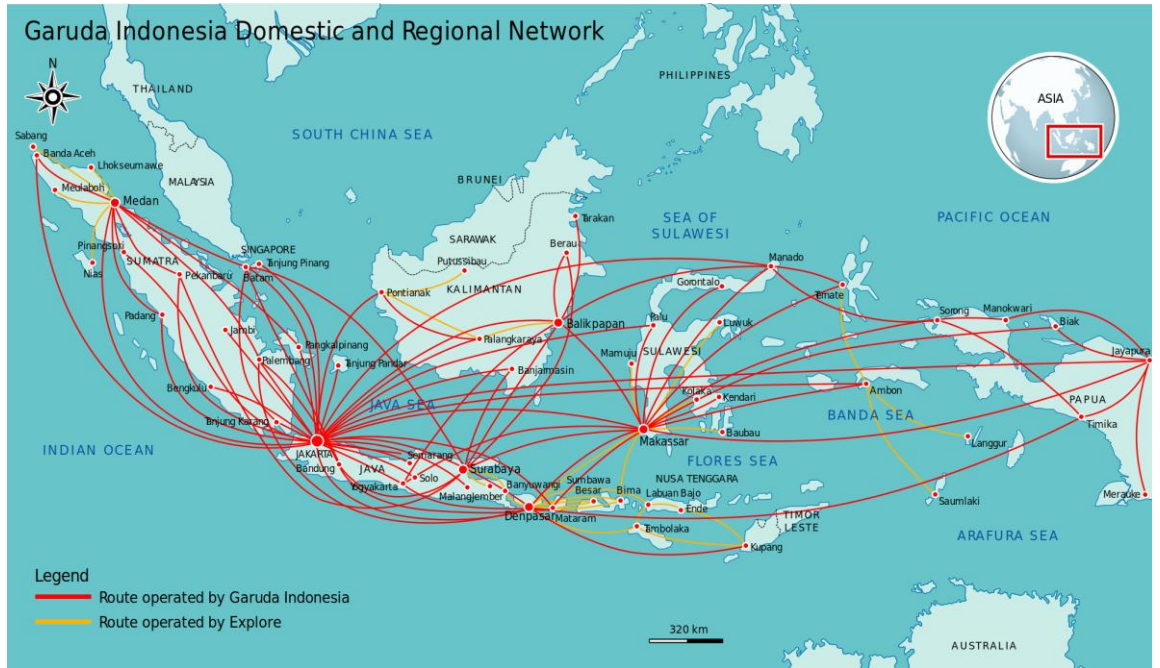 Garuda Indonesia Domestic and Regional Network
N
THAILAND
PHILIPPINES
ASIA
SOUTH CHINA SEA
Sabang
Banda Aceh
Lhokseumawe
Meulaboh
MALAYSIA
Medan
BRUNEI
Tarakan
SEA OF
SULAWESI
PACIFIC OCEAN
Pinangsori
SUMATRA
Nias
SINGAPORE
Tanjung Pinang
Batam
Pekanbaru
SARAWAK
Putussibau
KALIMANTAN
Berau
Manado
Gorontalo
Ternate
Pontianak
Padang
Jambi
Pangkalpinang
Palembang
Tanjung Pandan
Palangkaraya
Balikpapan
Banjarmasin
Palu
Luwuk
Mamuju
SULAWESI
Sorong
Manokwari
Biak
Jayapura
Bengkulu
Tanjung Karang
JAVA SEA
Kolaka
Kendari
Ambon
BANDA SEA
PAPUA
Timika
INDIAN OCEAN
JAKARTA
Bandung
JAVA
Semarang
Yogyakarta
Solo
Surabaya
Malang
Jember
Banyuwangi
Denpasar
Mataram
Makassar
Baubau
FLORES SEA
Langgur
Sumbawa
Besar
Bima
NUSA TENGGARA
Labuan Bajo
Ende
Tambolaka
Kupang
TIMOR
LESTE
Saumlaki
Merauke
ARAFURA SEA
Legend
Route operated by Garuda Indonesia
Route operated by Explore
320 km
AUSTRALIA